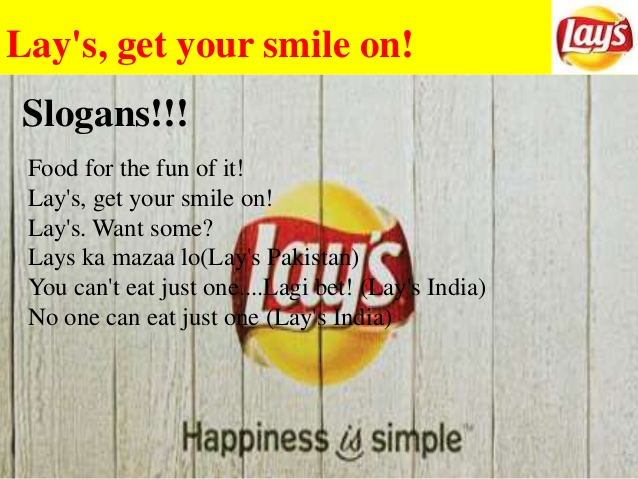 Lay's, get your smile on!
Lay's
Slogans!!!
Food for the fun of it!
Lay's, get your smile on!
Lay's. Want some?
Lays ka mazaa lo(Lay's Pakistan)
You can't eat just one....Lagi bet! (Lay's India)
No one can eat just one (Lay's India)
Lay's
Happiness is simple™